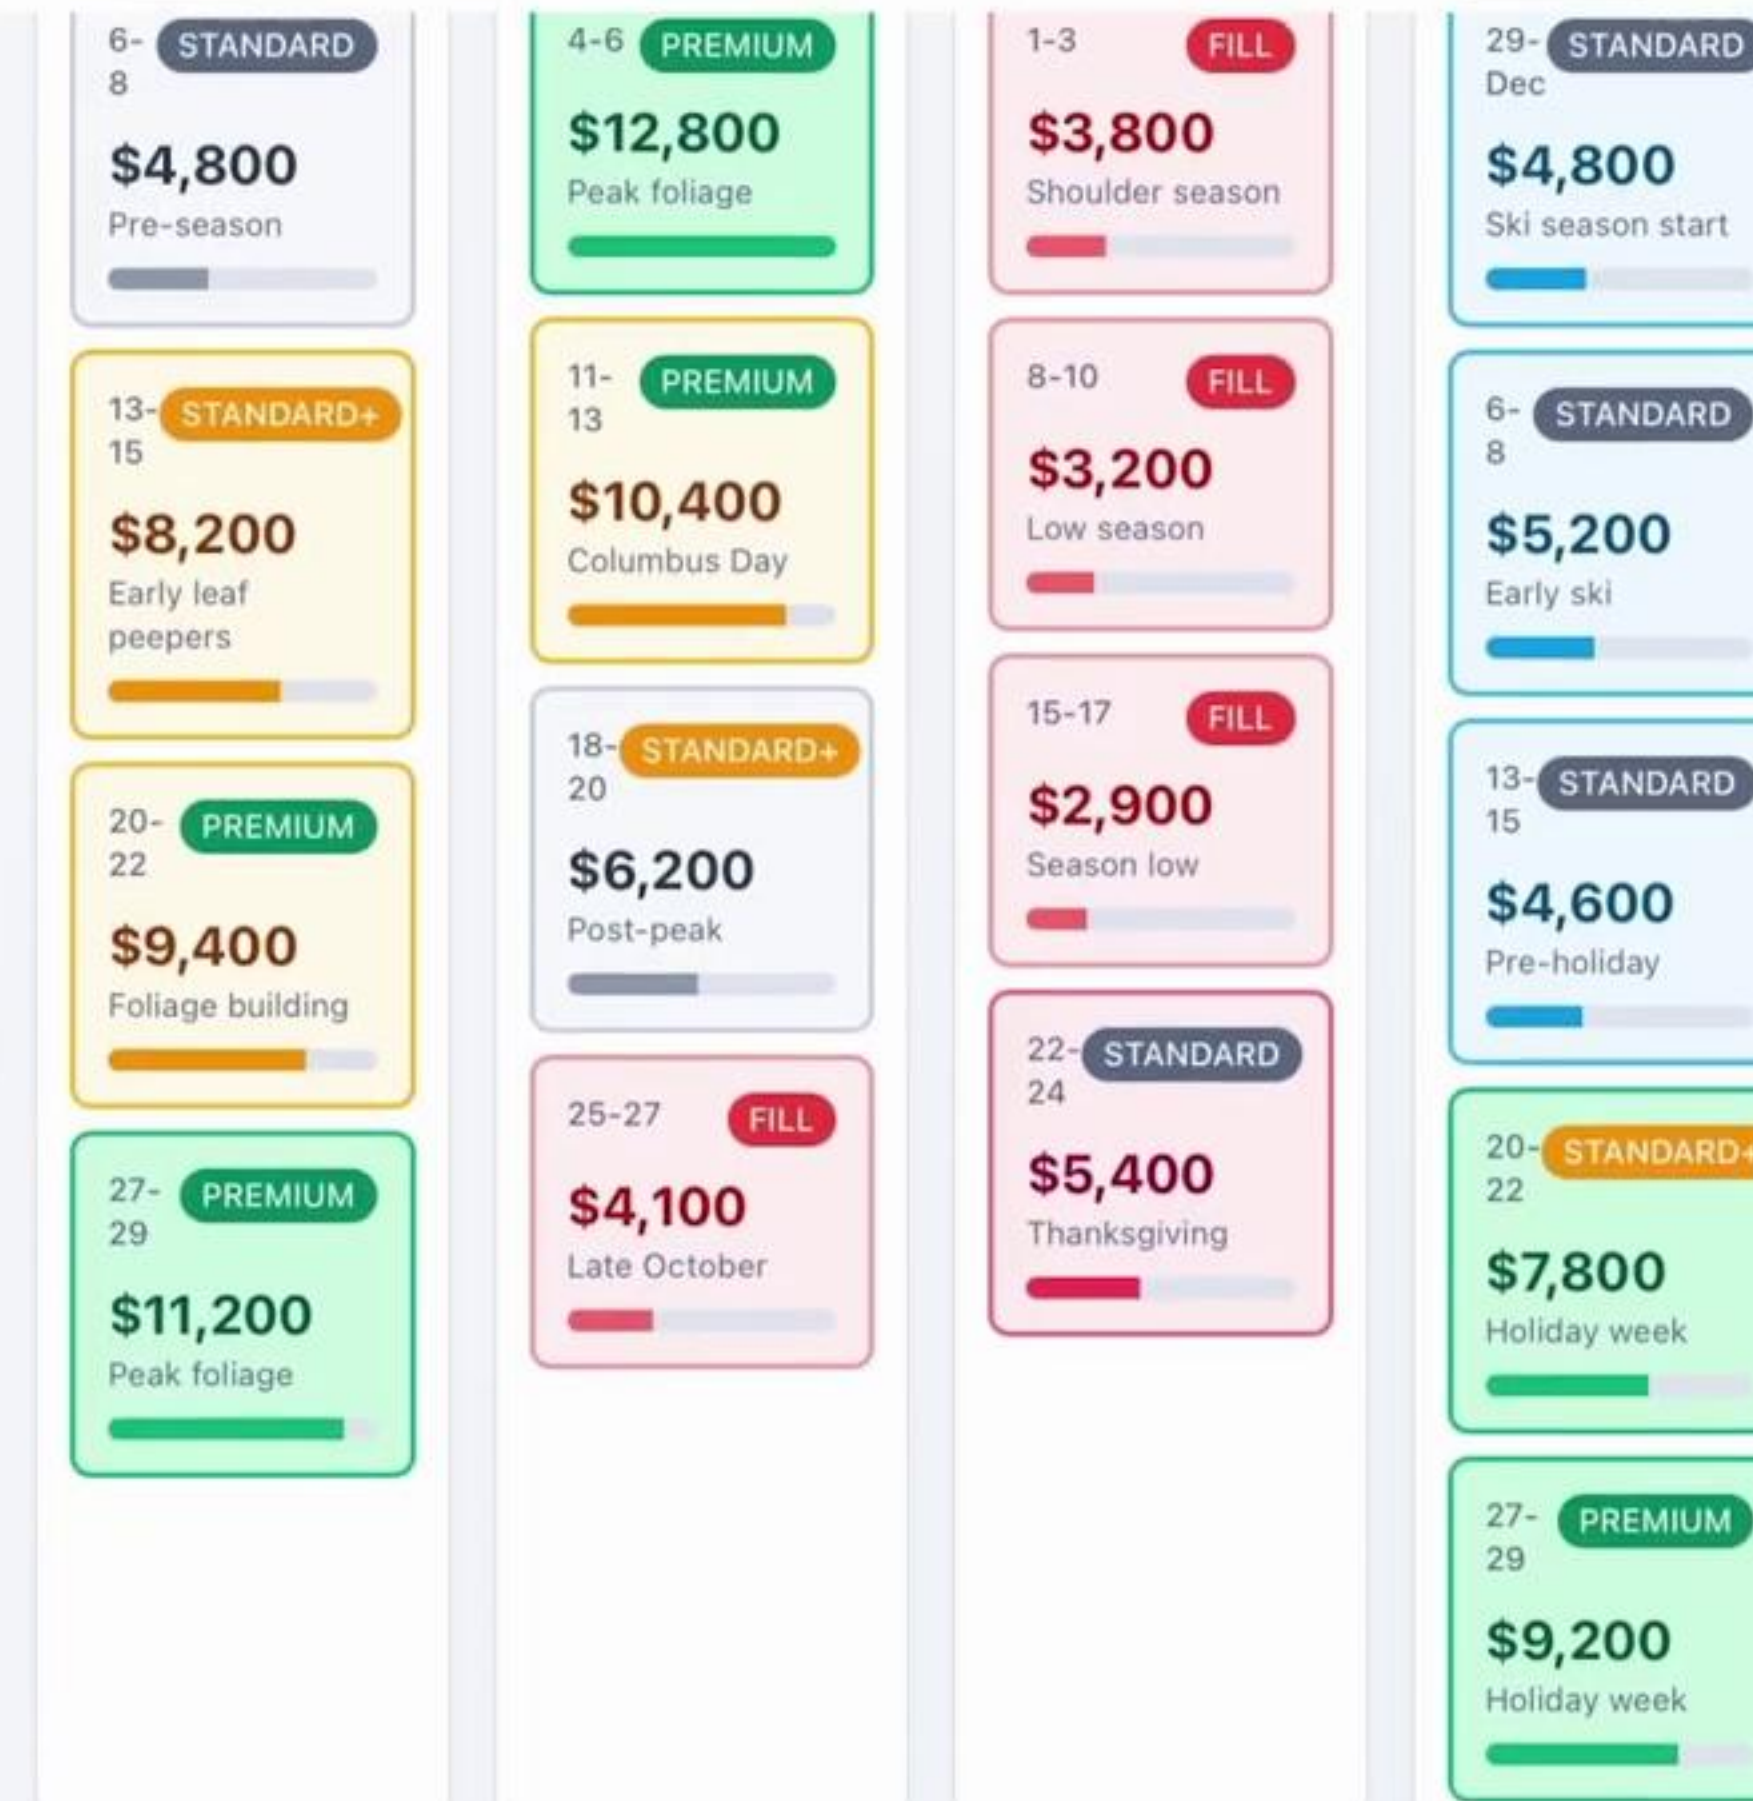 6-
8
STANDARD
$4,800
Pre-season
13-
15
STANDARD+
$8,200
Early leaf
peepers
20-
22
PREMIUM
$9,400
Foliage building
27-
29
PREMIUM
$11,200
Peak foliage
4-6
PREMIUM
$12,800
Peak foliage
11-
13
PREMIUM
$10,400
Columbus Day
18-
20
STANDARD+
$6,200
Post-peak
25-27
FILL
$4,100
Late October
1-3
FILL
$3,800
Shoulder season
8-10
FILL
$3,200
Low season
15-17
FILL
$2,900
Season low
22-
24
STANDARD
$5,400
Thanksgiving
29-
Dec
STANDARD
$4,800
Ski season start
6-
8
STANDARD
$5,200
Early ski
13-
15
STANDARD
$4,600
Pre-holiday
20-
22
STANDARD+
$7,800
Holiday week
27-
29
PREMIUM
$9,200
Holiday week